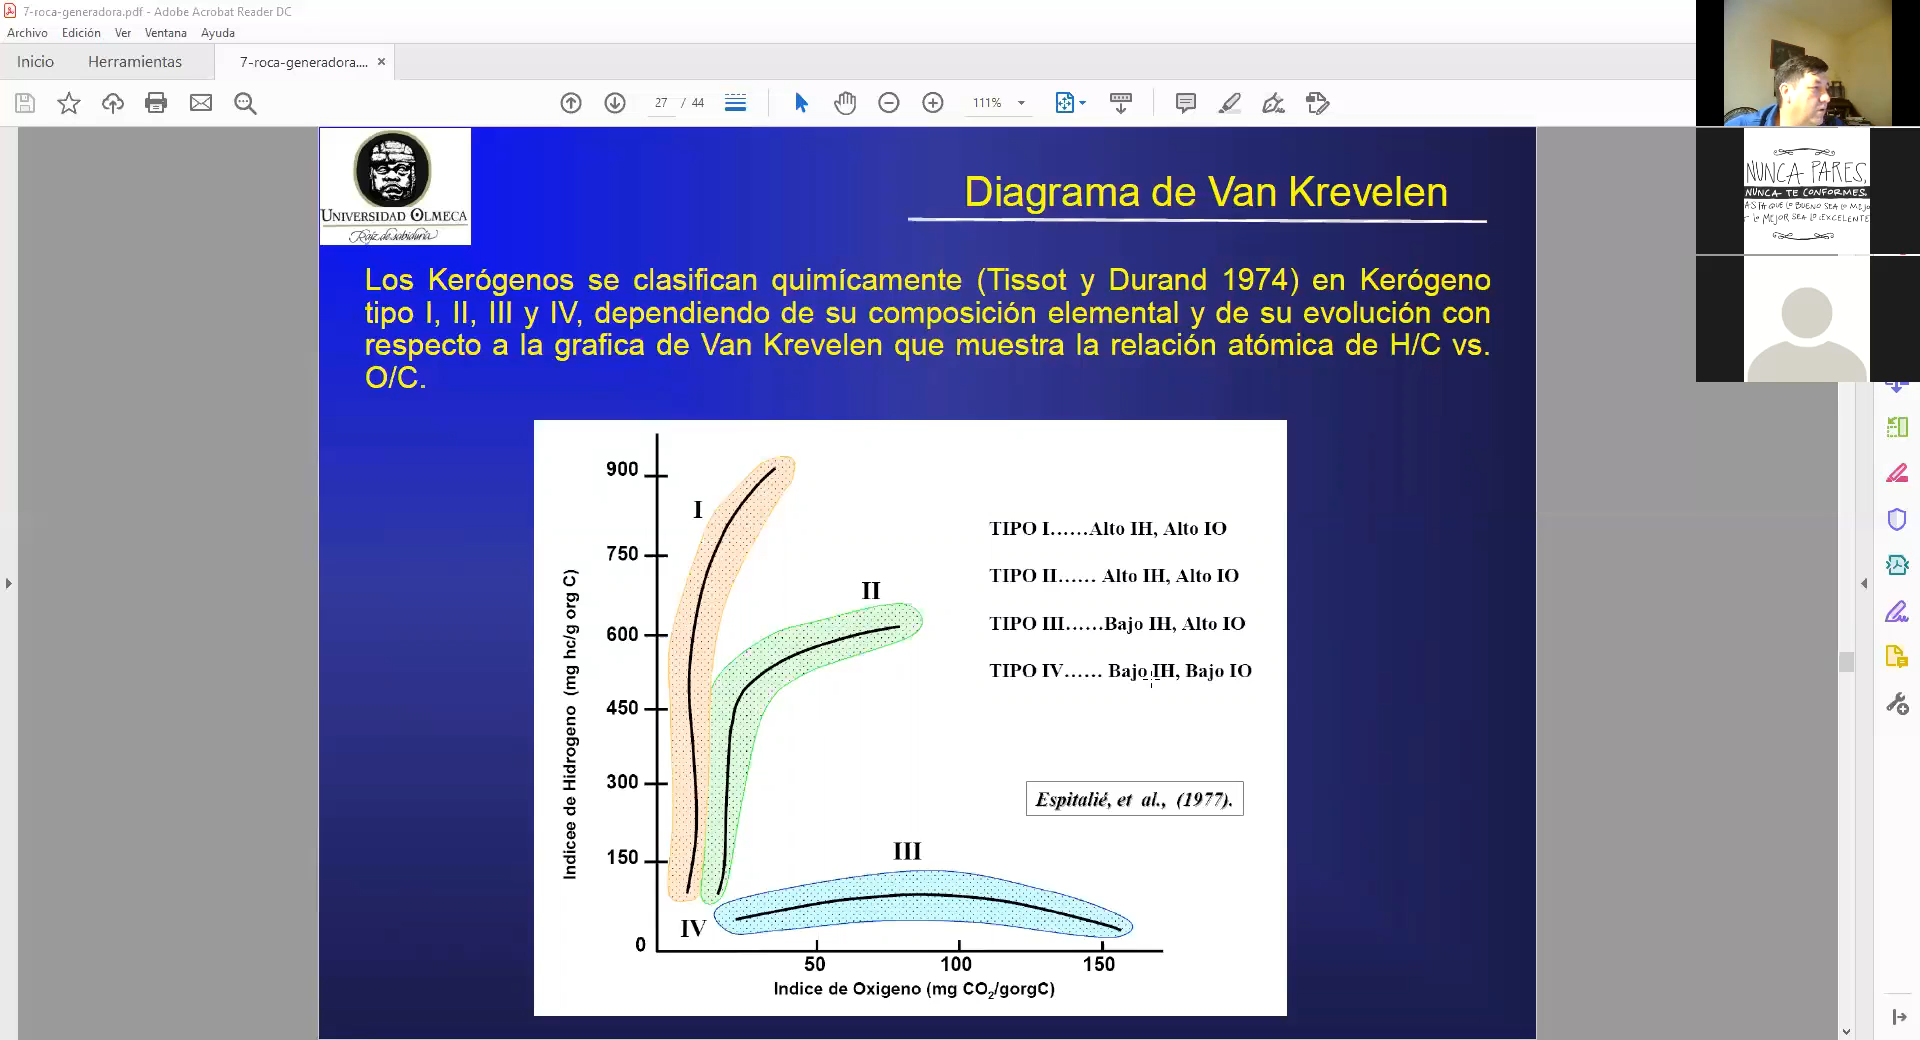 7-roca-generadora.pdf - Adobe Acrobat Reader DC
Archivo Edición Ver Ventana Ayuda
Inicio Herramientas 7-roca-generadora....
27 / 44 111%
UNIVERSIDAD OLMECA
Raíz de sabiduría
Diagrama de Van Krevelen
Los Kerógenos se clasifican quimícamente (Tissot y Durand 1974) en Kerógeno
tipo I, II, III y IV, dependiendo de su composición elemental y de su evolución con
respecto a la grafica de Van Krevelen que muestra la relación atómica de H/C vs.
O/C.
900
750
600
450
300
150
0
50 100 150
Indicee de Hidrogeno (mg hc/g org C)
Indice de Oxigeno (mg CO2/gorgC)
I
II
III
IV
TIPO I......Alto IH, Alto IO
TIPO II...... Alto IH, Alto IO
TIPO III......Bajo IH, Alto IO
TIPO IV...... Bajo IH, Bajo IO
Espitalié, et al., (1977).
NUNCA PARES,
NUNCA TE CONFORMES.
ASTA QUE LO BUENO SEA LO MEJO
LO MEJOR SEA LO EXCELENTE